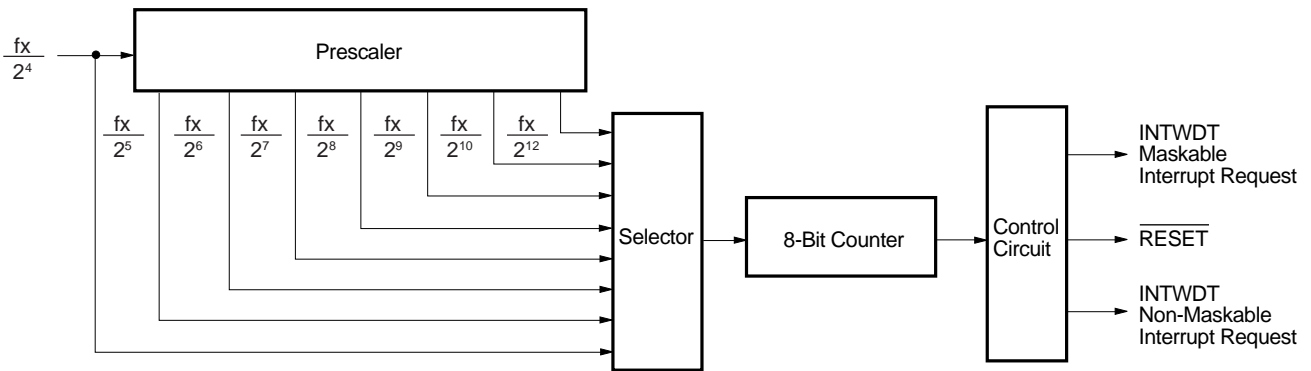 fx
2⁴
Prescaler
fx
2⁵
fx
2⁶
fx
2⁷
fx
2⁸
fx
2⁹
fx
2¹⁰
fx
2¹²
Selector
8-Bit Counter
Control
Circuit
INTWDT
Maskable
Interrupt Request
RESET
INTWDT
Non-Maskable
Interrupt Request